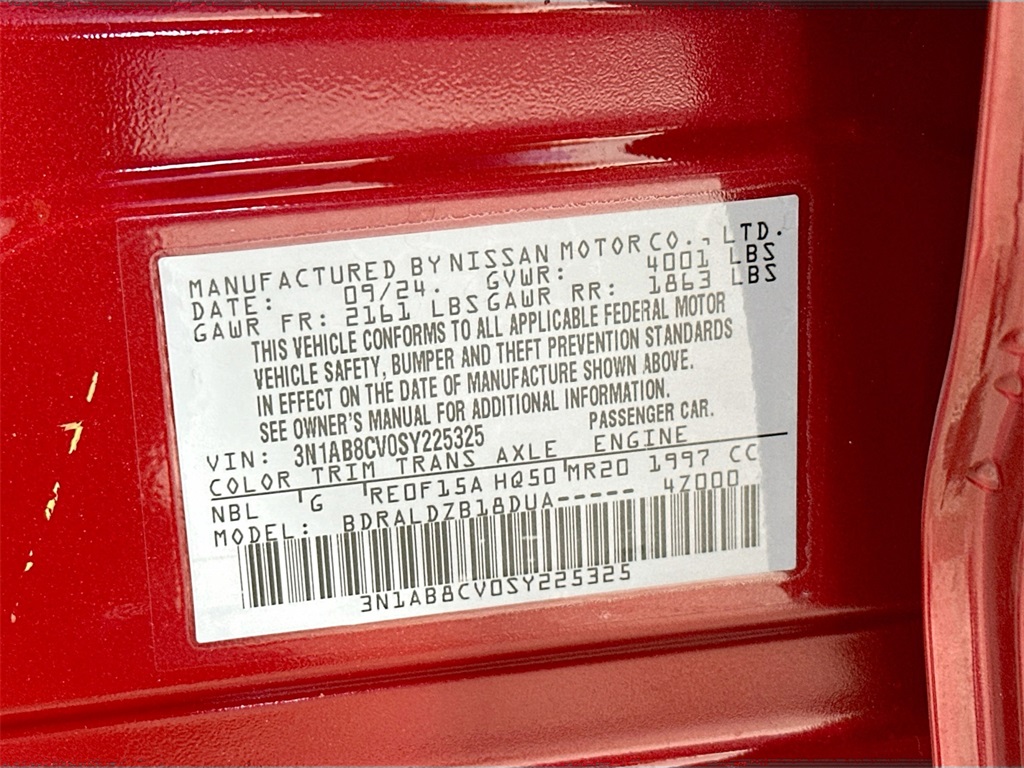 MANUFACTURED BY NISSAN MOTOR CO., LTD.
DATE: 09/24. GVWR: 4001 LBS
GAWR FR: 2161 LBS GAWR RR: 1863 LBS
THIS VEHICLE CONFORMS TO ALL APPLICABLE FEDERAL MOTOR
VEHICLE SAFETY, BUMPER AND THEFT PREVENTION STANDARDS
IN EFFECT ON THE DATE OF MANUFACTURE SHOWN ABOVE.
SEE OWNER'S MANUAL FOR ADDITIONAL INFORMATION.
VIN: 3N1AB8CV0SY225325 PASSENGER CAR.
COLOR TRIM TRANS AXLE ENGINE
NBL G RE0F15A HQ50 MR20 1997 CC
MODEL: BDRALDZB18DUA----- 4Z000
3N1AB8CV0SY225325